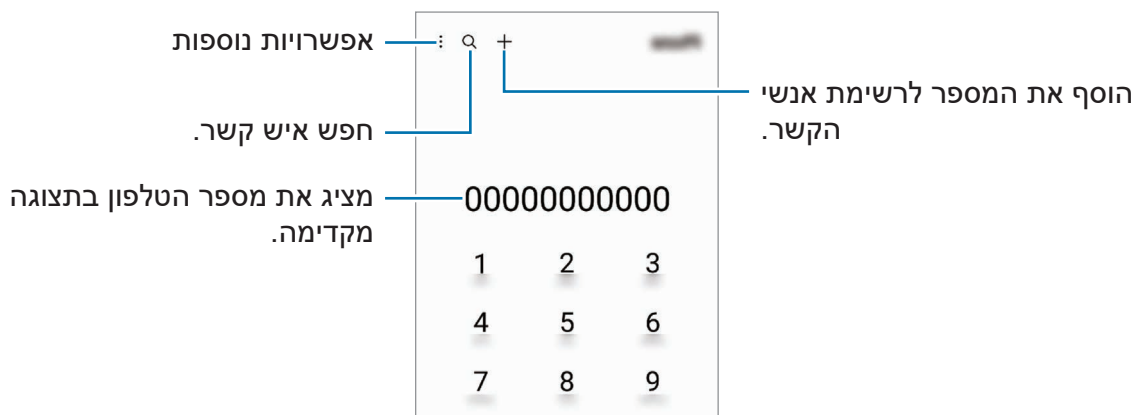 אפשרויות נוספות
הוסף את המספר לרשימת אנשי
הקשר.
חפש איש קשר.
מציג את מספר הטלפון בתצוגה
מקדימה.
00000000000
1 2 3
4 5 6
7 8 9